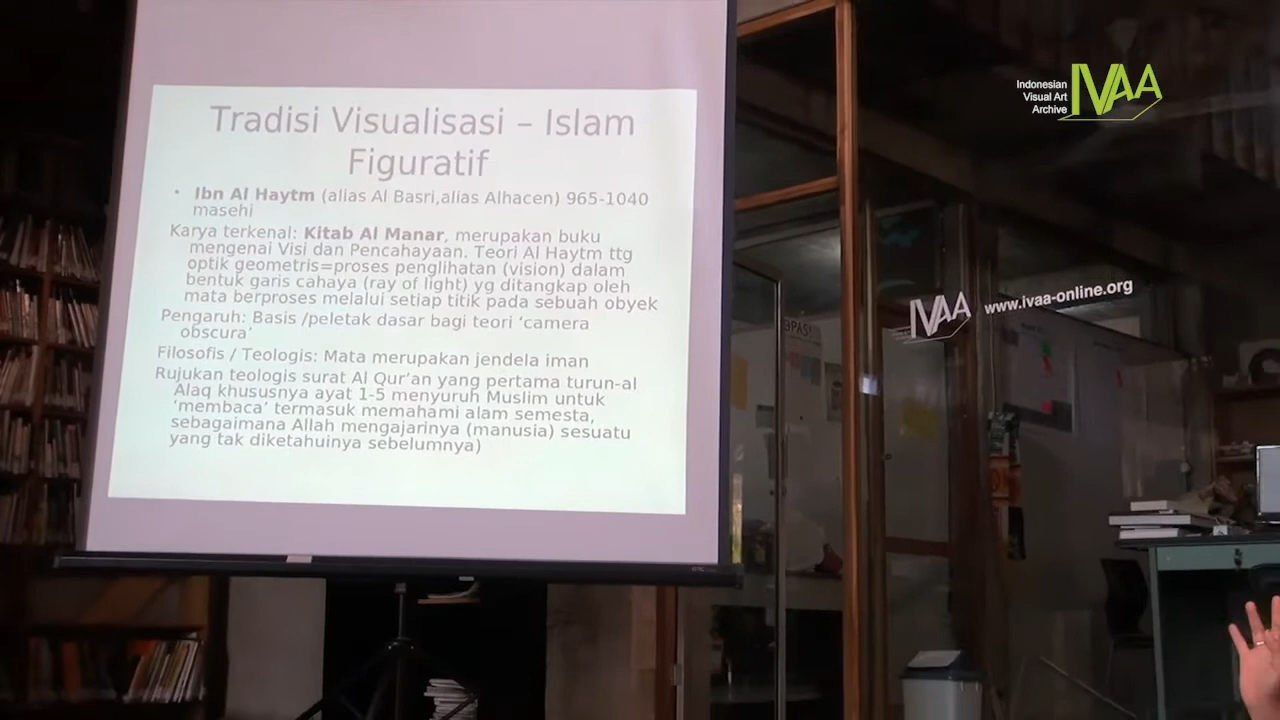 Tradisi Visualisasi – Islam
Figuratif
• Ibn Al Haytm (alias Al Basri,alias Alhacen) 965-1040
masehi
Karya terkenal: Kitab Al Manar, merupakan buku
mengenai Visi dan Pencahayaan. Teori Al Haytm ttg
optik geometris=proses penglihatan (vision) dalam
bentuk garis cahaya (ray of light) yg ditangkap oleh
mata berproses melalui setiap titik pada sebuah obyek
Pengaruh: Basis /peletak dasar bagi teori ‘camera
obscura’
Filosofis / Teologis: Mata merupakan jendela iman
Rujukan teologis surat Al Qur’an yang pertama turun-al
Alaq khususnya ayat 1-5 menyuruh Muslim untuk
‘membaca’ termasuk memahami alam semesta,
sebagaimana Allah mengajarinya (manusia) sesuatu
yang tak diketahuinya sebelumnya)
Indonesian
Visual Art
Archive
IVAA
IVAA www.ivaa-online.org